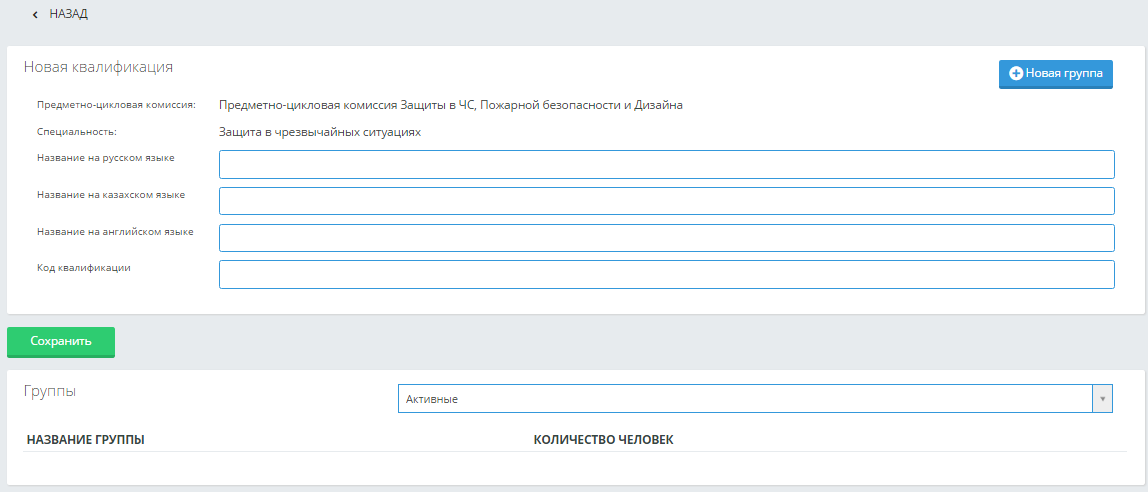 НАЗАД
Новая квалификация
Новая группа
Предметно-цикловая комиссия: Предметно-цикловая комиссия Защиты в ЧС, Пожарной безопасности и Дизайна
Специальность: Защита в чрезвычайных ситуациях
Название на русском языке
Название на казахском языке
Название на английском языке
Код квалификации
Сохранить
Группы
Активные
НАЗВАНИЕ ГРУППЫ КОЛИЧЕСТВО ЧЕЛОВЕК